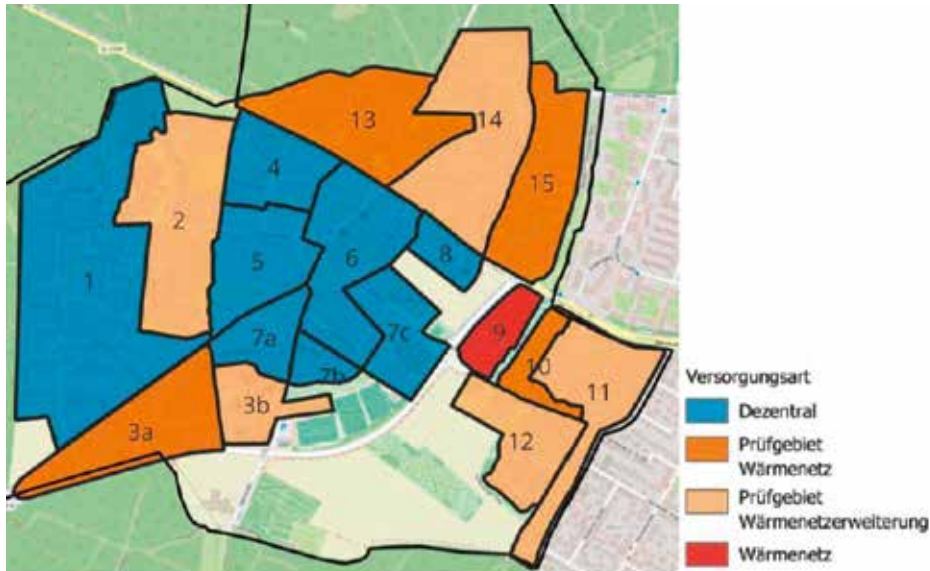 13
14
15
4
2
5
6
8
1
7a
7c
9
7b
10
11
3b
3a
12
Versorgungsart
Dezentral
Prüfgebiet
Wärmenetz
Prüfgebiet
Wärmenetzerweiterung
Wärmenetz